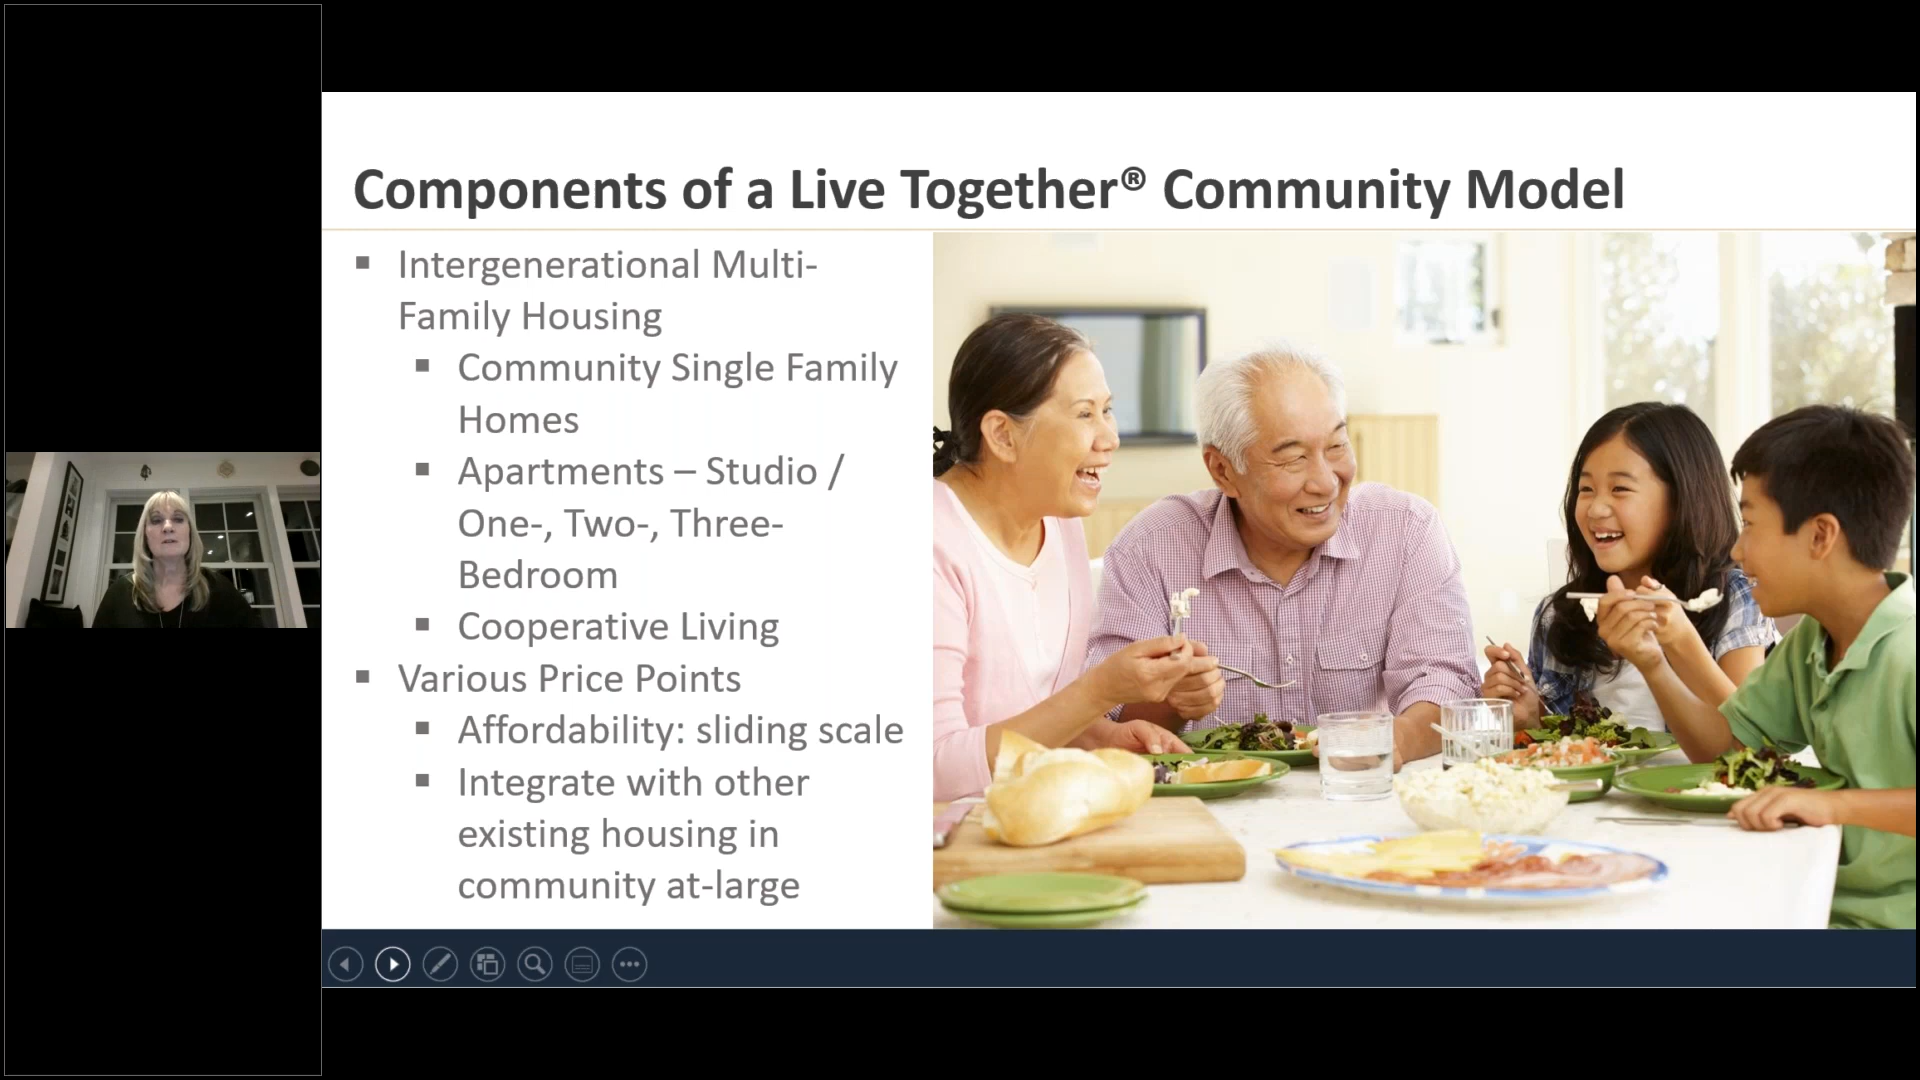 Components of a Live Together® Community Model
▪ Intergenerational Multi-
Family Housing
▪ Community Single Family
Homes
▪ Apartments – Studio /
One-, Two-, Three-
Bedroom
▪ Cooperative Living
▪ Various Price Points
▪ Affordability: sliding scale
▪ Integrate with other
existing housing in
community at-large